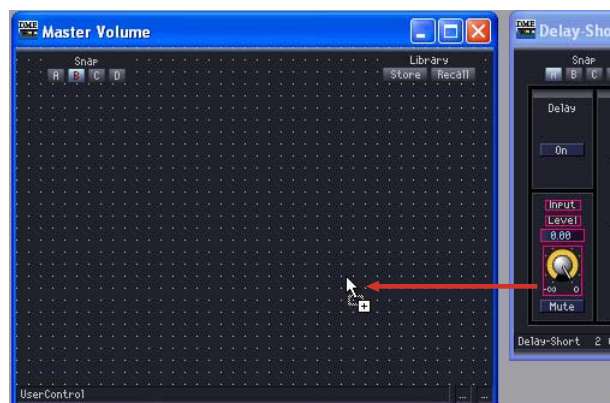 DME Master Volume
Snap
A B C D
Library
Store Recall
UserControl
... ...
DME Delay-Sho
Snap
A B C
Delay
On
Input
Level
0.00
-∞ 0
Mute
Delay-Short 2